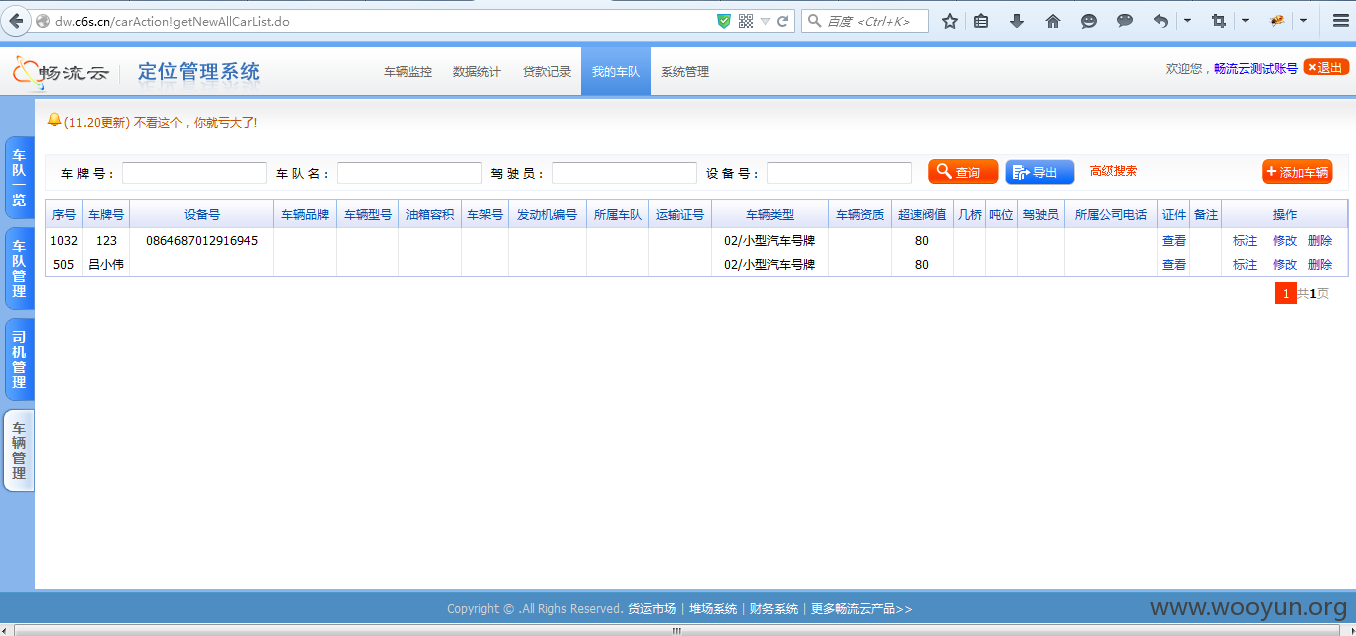 dw.c6s.cn/carAction!getNewAllCarList.do
百度 <Ctrl+K>
畅流云 定位管理系统 车辆监控 数据统计 贷款记录 我的车队 系统管理 欢迎您，畅流云测试账号 ×退出
(11.20更新) 不看这个，你就亏大了!
车队一览
车队管理
司机管理
车辆管理
车 牌 号： 车 队 名： 驾 驶 员： 设 备 号： 查询 导出 高级搜索 +添加车辆
序号 车牌号 设备号 车辆品牌 车辆型号 油箱容积 车架号 发动机编号 所属车队 运输证号 车辆类型 车辆资质 超速阀值 几桥 吨位 驾驶员 所属公司电话 证件 备注 操作
1032 123 0864687012916945 02/小型汽车号牌 80 查看 标注 修改 删除
505 吕小伟 02/小型汽车号牌 80 查看 标注 修改 删除
1 共1页
Copyright © .All Righs Reserved. 货运市场 | 堆场系统 | 财务系统 | 更多畅流云产品>>
www.wooyun.org